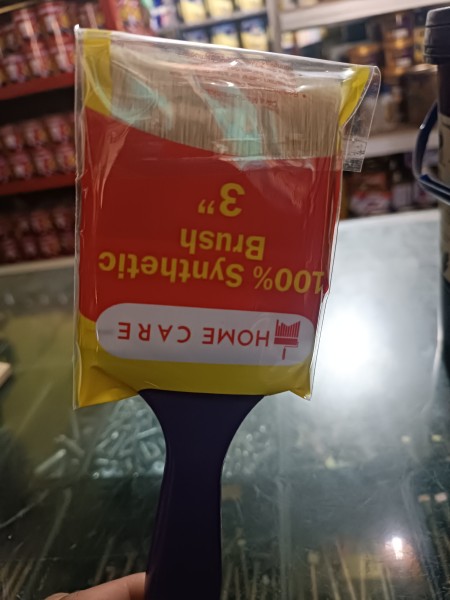 HOME CARE
100% Synthetic
Brush
3”